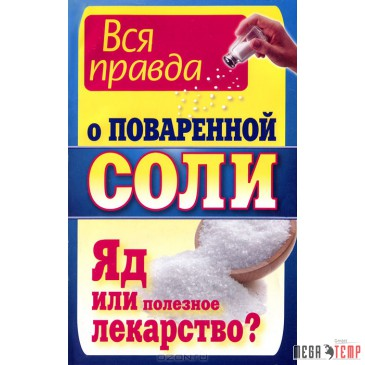 Вся
правда
о ПОВАРЕННОЙ
СОЛИ
Яд
или полезное
лекарство?
MEGA TEMP